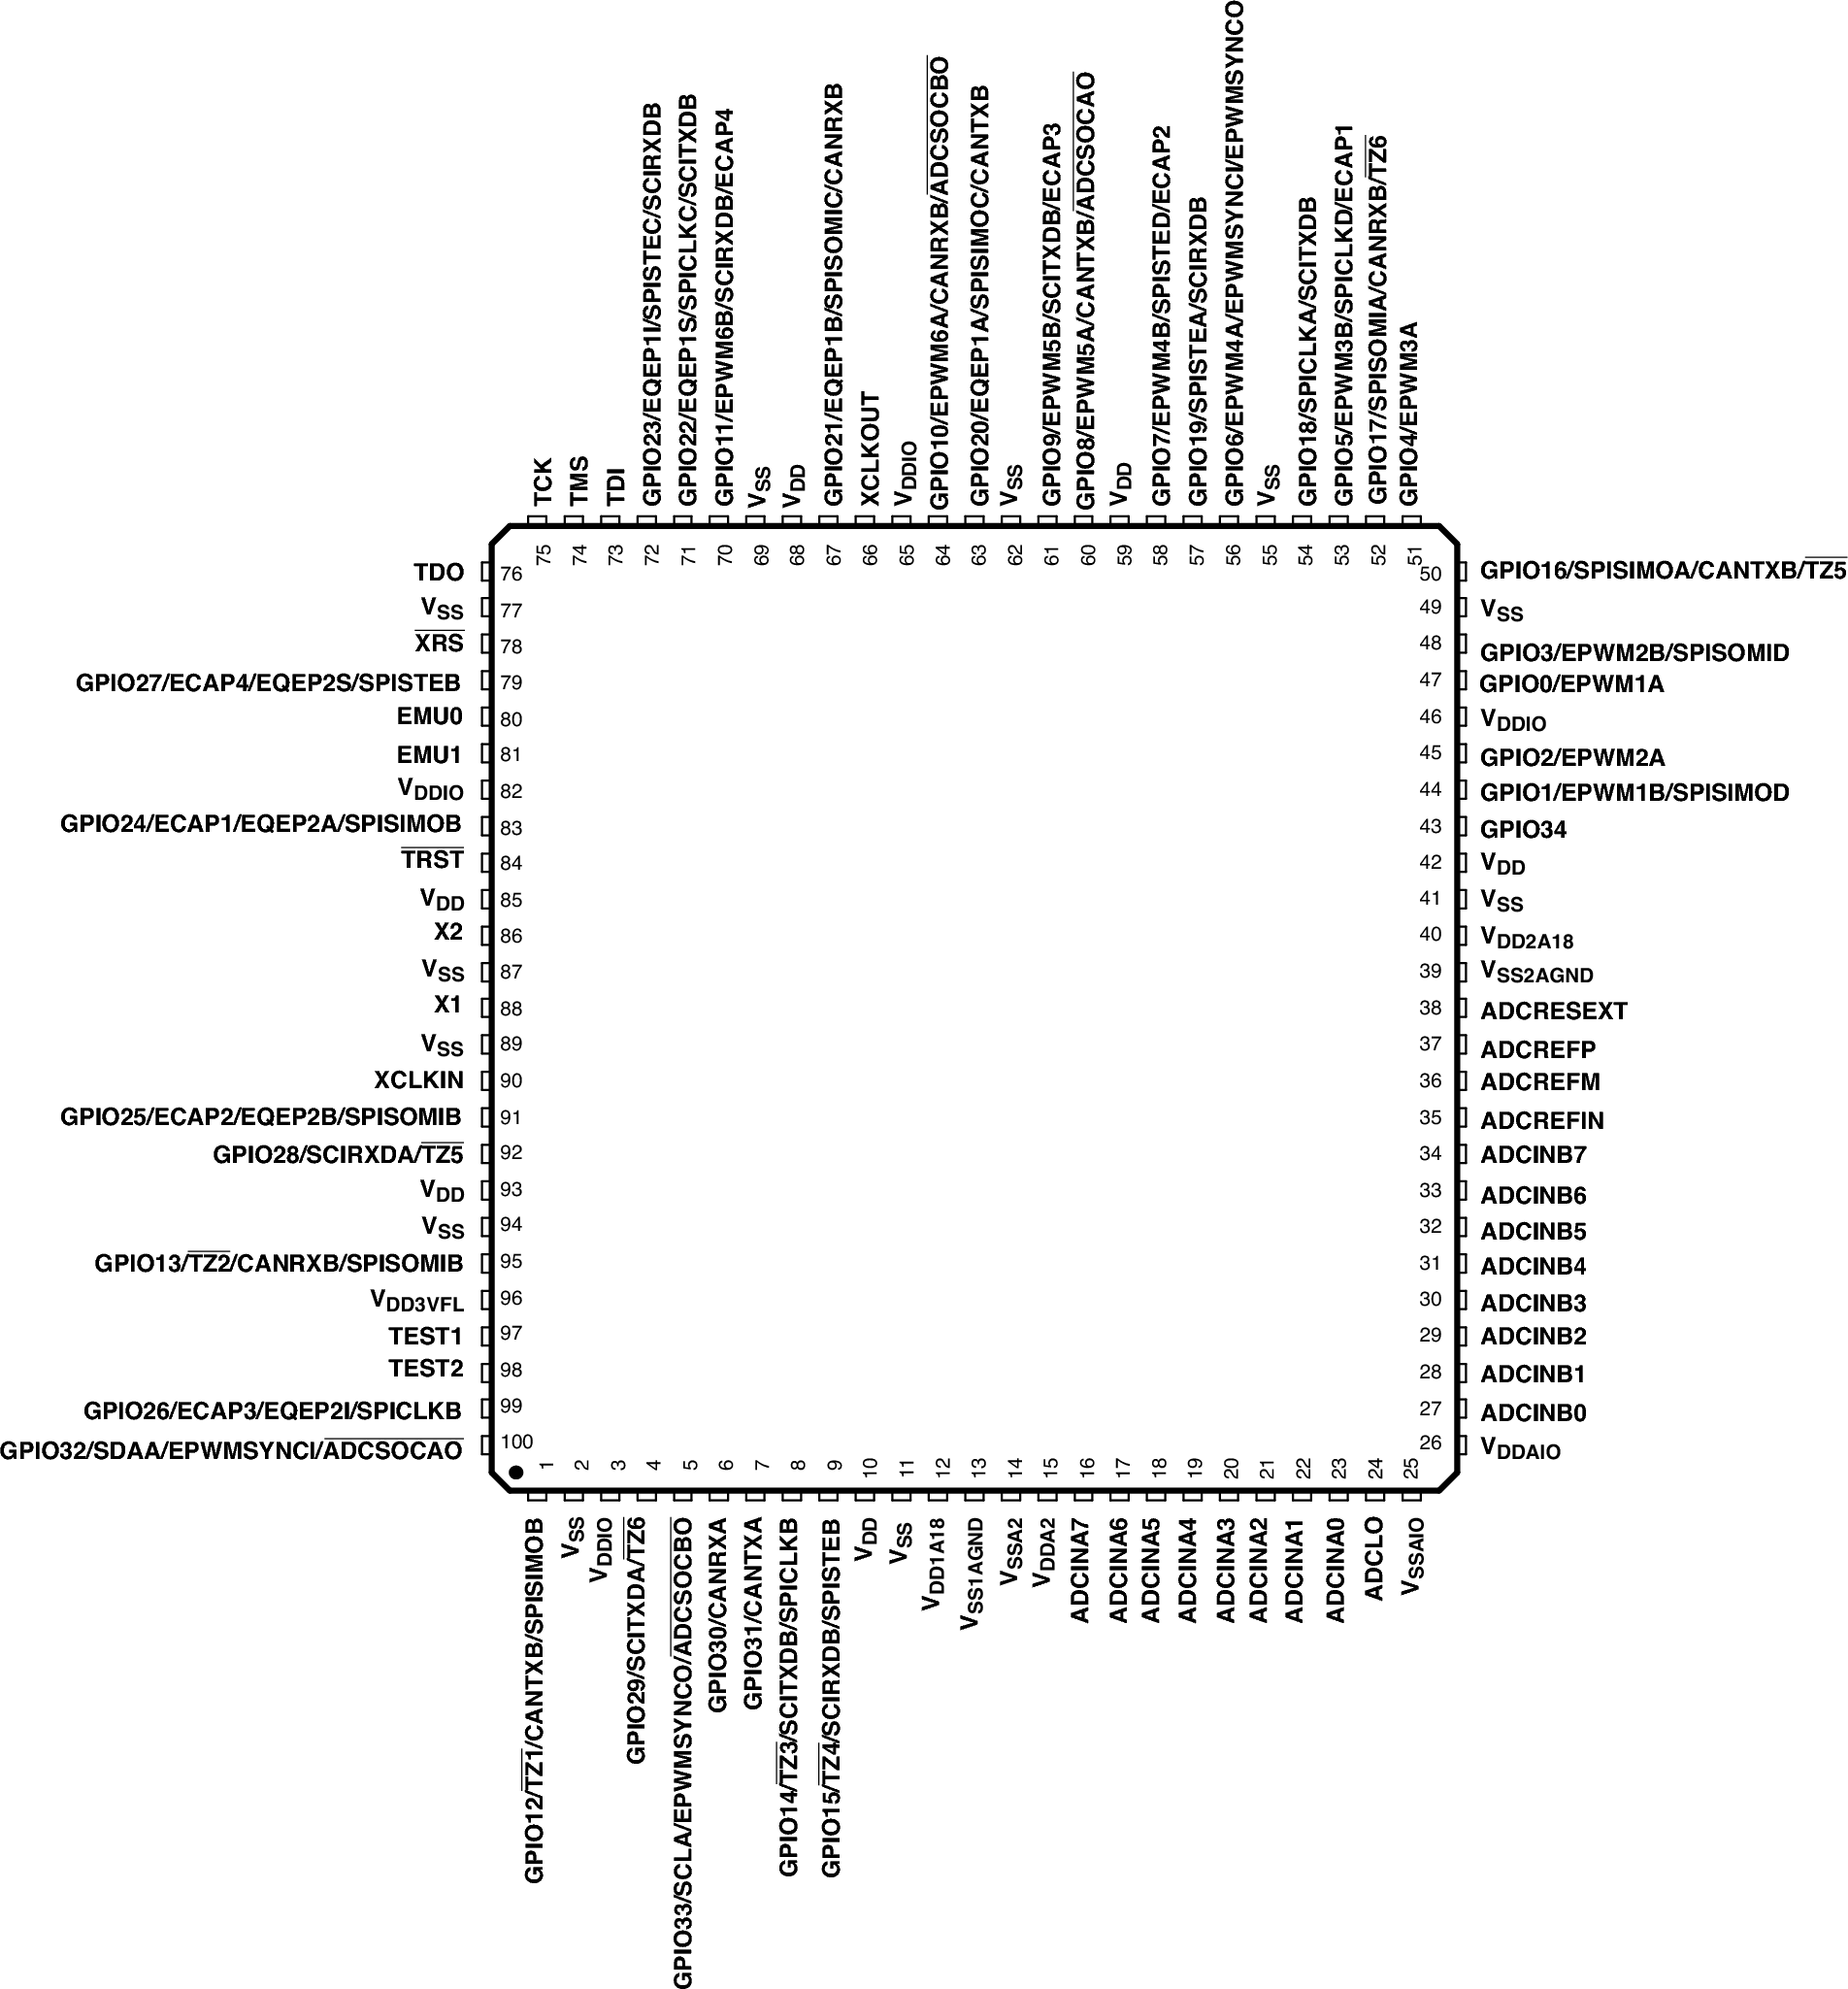 TCK
TMS
TDI
GPIO23/EQEP1I/SPISTEC/SCIRXDB
GPIO22/EQEP1S/SPICLKC/SCITXDB
GPIO11/EPWM6B/SCIRXDB/ECAP4
VSS
VDD
GPIO21/EQEP1B/SPISOMIC/CANRXB
XCLKOUT
VDDIO
GPIO10/EPWM6A/CANRXB/ADCSOCBO
GPIO20/EQEP1A/SPISIMOC/CANTXB
VSS
GPIO9/EPWM5B/SCITXDB/ECAP3
GPIO8/EPWM5A/CANTXB/ADCSOCAO
VDD
GPIO7/EPWM4B/SPISTED/ECAP2
GPIO19/SPISTEA/SCIRXDB
GPIO6/EPWM4A/EPWMSYNCI/EPWMSYNCO
VSS
GPIO18/SPICLKA/SCITXDB
GPIO5/EPWM3B/SPICLKD/ECAP1
GPIO17/SPISOMIA/CANRXB/TZ6
GPIO4/EPWM3A
75
74
73
72
71
70
69
68
67
66
65
64
63
62
61
60
59
58
57
56
55
54
53
52
51
TDO 76
VSS 77
XRS 78
GPIO27/ECAP4/EQEP2S/SPISTEB 79
EMU0 80
EMU1 81
VDDIO 82
GPIO24/ECAP1/EQEP2A/SPISIMOB 83
TRST 84
VDD 85
X2 86
VSS 87
X1 88
VSS 89
XCLKIN 90
GPIO25/ECAP2/EQEP2B/SPISOMIB 91
GPIO28/SCIRXDA/TZ5 92
VDD 93
VSS 94
GPIO13/TZ2/CANRXB/SPISOMIB 95
VDD3VFL 96
TEST1 97
TEST2 98
GPIO26/ECAP3/EQEP2I/SPICLKB 99
GPIO32/SDAA/EPWMSYNCI/ADCSOCAO 100
50 GPIO16/SPISIMOA/CANTXB/TZ5
49 VSS
48 GPIO3/EPWM2B/SPISOMID
47 GPIO0/EPWM1A
46 VDDIO
45 GPIO2/EPWM2A
44 GPIO1/EPWM1B/SPISIMOD
43 GPIO34
42 VDD
41 VSS
40 VDD2A18
39 VSS2AGND
38 ADCRESEXT
37 ADCREFP
36 ADCREFM
35 ADCREFIN
34 ADCINB7
33 ADCINB6
32 ADCINB5
31 ADCINB4
30 ADCINB3
29 ADCINB2
28 ADCINB1
27 ADCINB0
26 VDDAIO
1
2
3
4
5
6
7
8
9
10
11
12
13
14
15
16
17
18
19
20
21
22
23
24
25
GPIO12/TZ1/CANTXB/SPISIMOB
VSS
VDDIO
GPIO29/SCITXDA/TZ6
GPIO33/SCLA/EPWMSYNCO/ADCSOCBO
GPIO30/CANRXA
GPIO31/CANTXA
GPIO14/TZ3/SCITXDB/SPICLKB
GPIO15/TZ4/SCIRXDB/SPISTEB
VDD
VSS
VDD1A18
VSS1AGND
VSSA2
VDDA2
ADCINA7
ADCINA6
ADCINA5
ADCINA4
ADCINA3
ADCINA2
ADCINA1
ADCINA0
ADCLO
VSSAIO